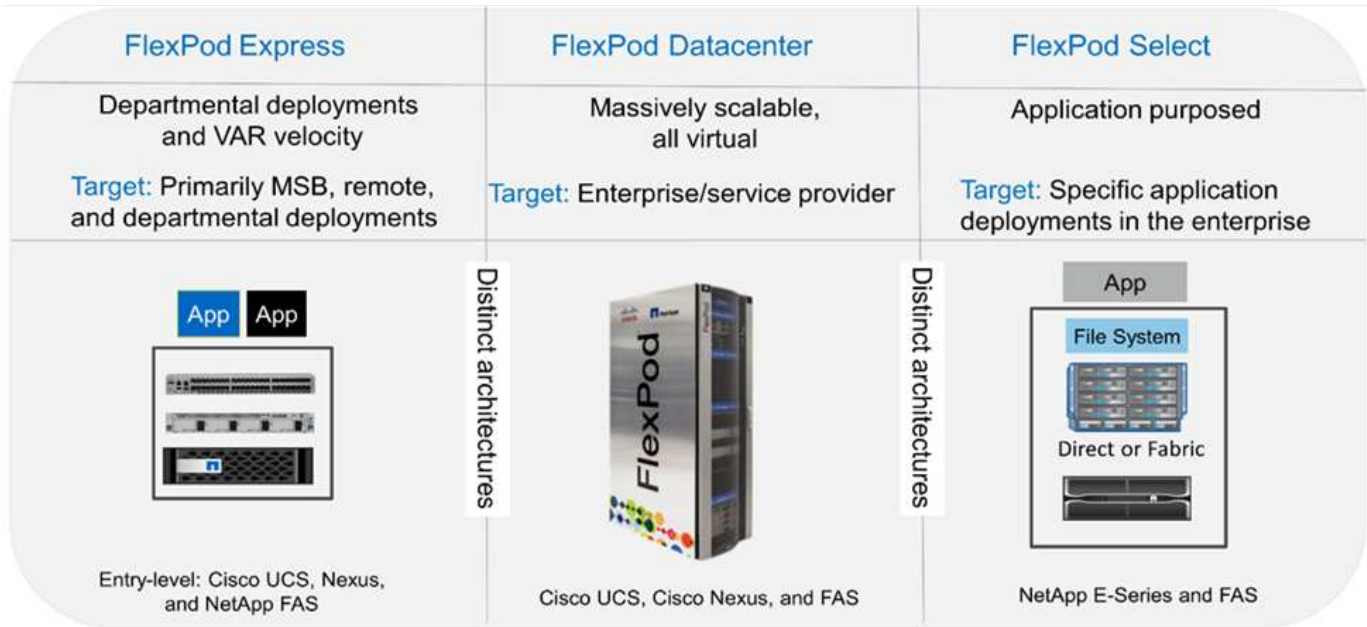 FlexPod Express
FlexPod Datacenter
FlexPod Select
Departmental deployments
and VAR velocity
Massively scalable,
all virtual
Application purposed
Target: Primarily MSB, remote,
and departmental deployments
Target: Enterprise/service provider
Target: Specific application
deployments in the enterprise
App
App
Distinct architectures
FlexPod
FlexPod
NetApp
CISCO
Distinct architectures
App
File System
Direct or Fabric
Entry-level: Cisco UCS, Nexus,
and NetApp FAS
Cisco UCS, Cisco Nexus, and FAS
NetApp E-Series and FAS